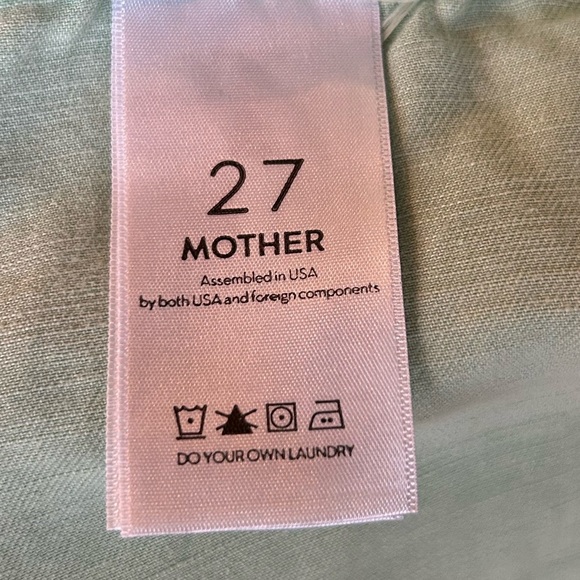 27
MOTHER
Assembled in USA
by both USA and foreign components
DO YOUR OWN LAUNDRY